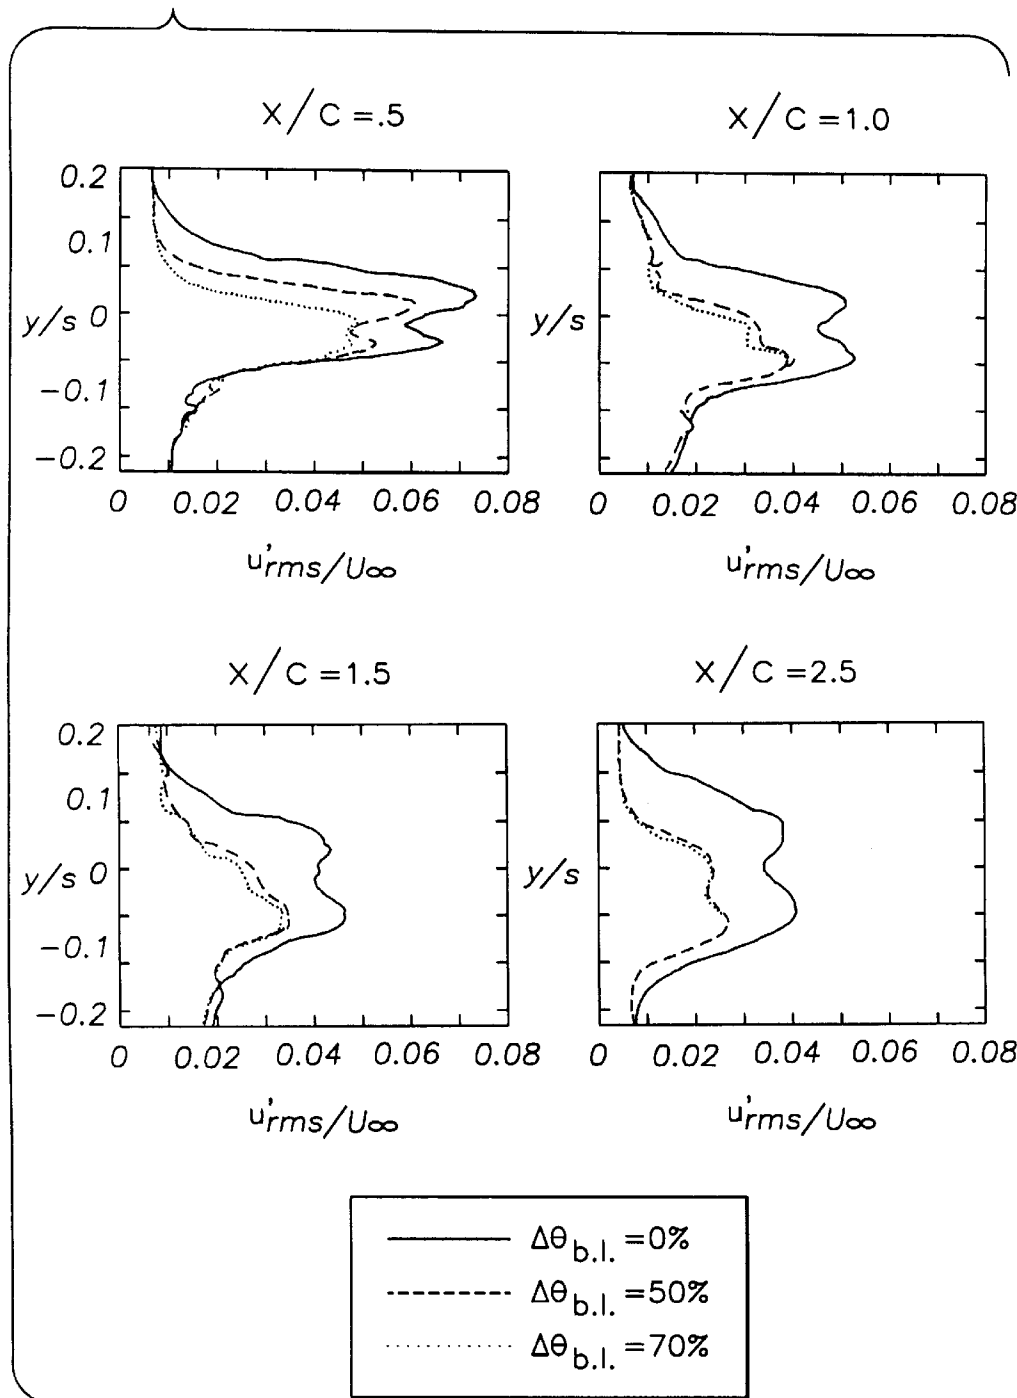 X/C =.5
0.2
0.1
y/s 0
-0.1
-0.2
0 0.02 0.04 0.06 0.08
u'rms/U∞
X/C =1.0
y/s
0 0.02 0.04 0.06 0.08
u'rms/U∞
X/C =1.5
0.2
0.1
y/s 0
-0.1
-0.2
0 0.02 0.04 0.06 0.08
u'rms/U∞
X/C =2.5
y/s
0 0.02 0.04 0.06 0.08
u'rms/U∞
Δθb.l. =0%
Δθb.l. =50%
Δθb.l. =70%